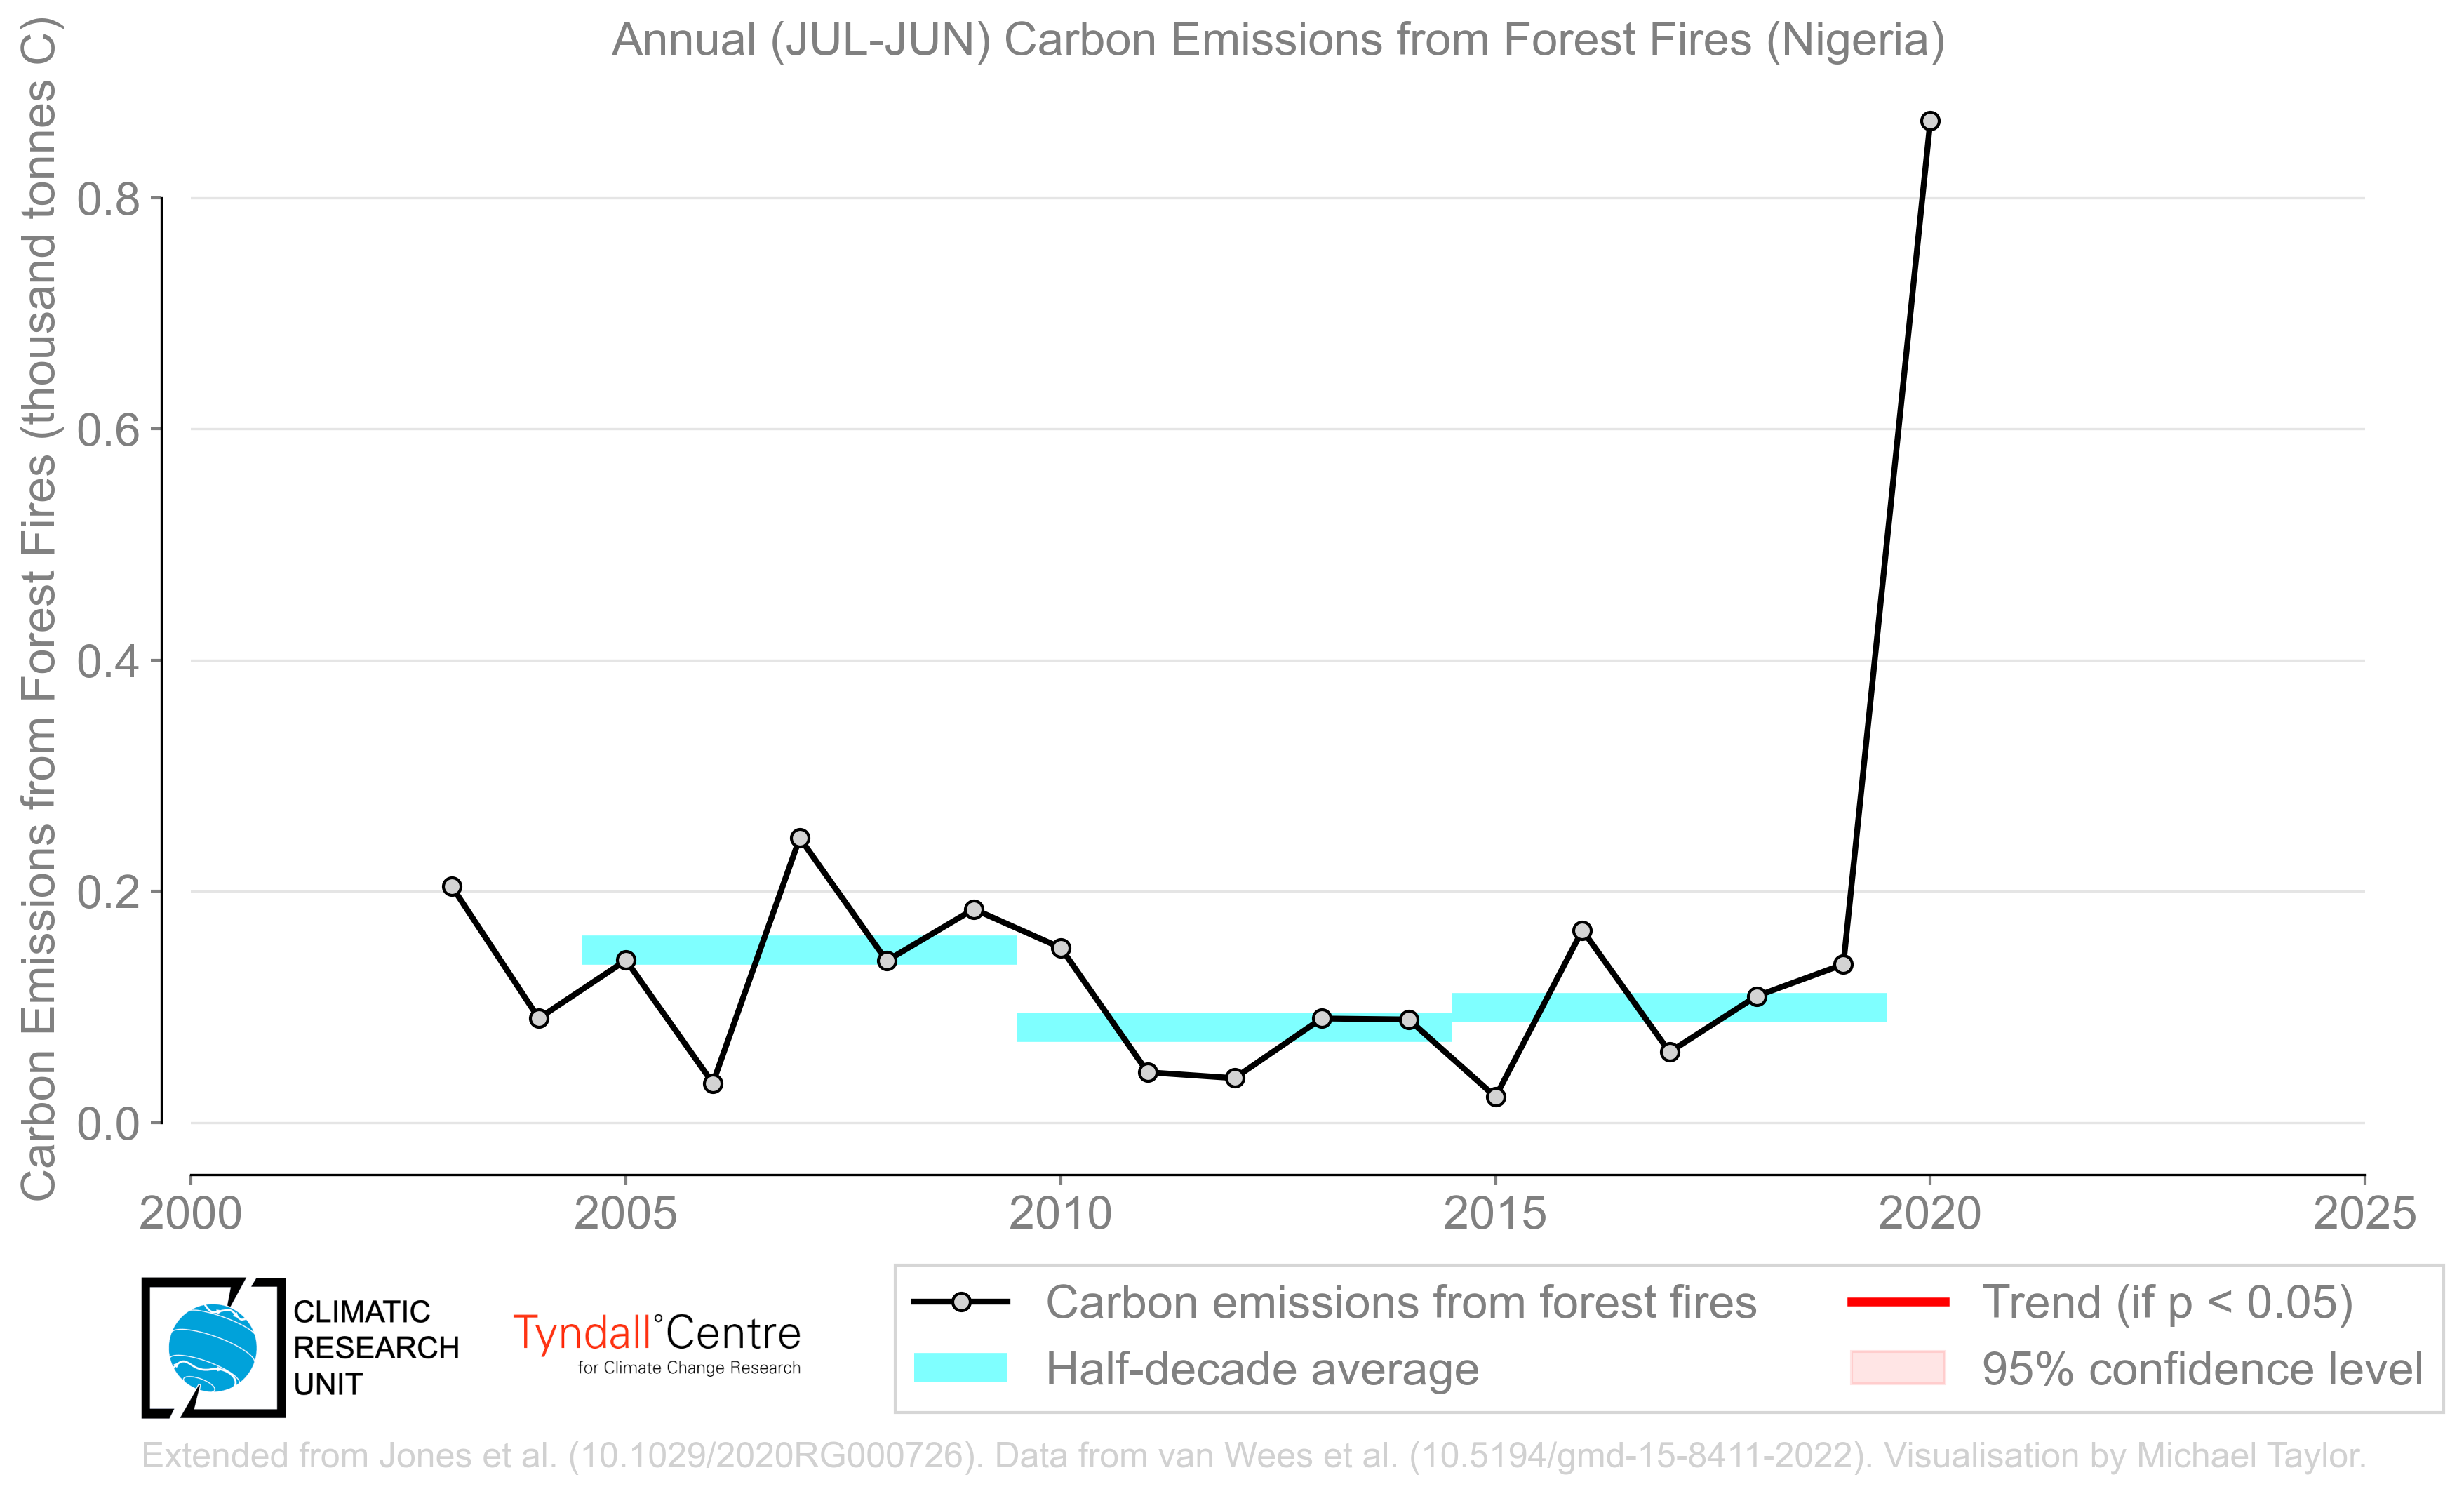 Annual (JUL-JUN) Carbon Emissions from Forest Fires (Nigeria)
Carbon Emissions from Forest Fires (thousand tonnes C)
0.8
0.6
0.4
0.2
0.0
2000 2005 2010 2015 2020 2025
CLIMATIC
RESEARCH
UNIT
Tyndall°Centre
for Climate Change Research
Carbon emissions from forest fires
Half-decade average
Trend (if p < 0.05)
95% confidence level
Extended from Jones et al. (10.1029/2020RG000726). Data from van Wees et al. (10.5194/gmd-15-8411-2022). Visualisation by Michael Taylor.